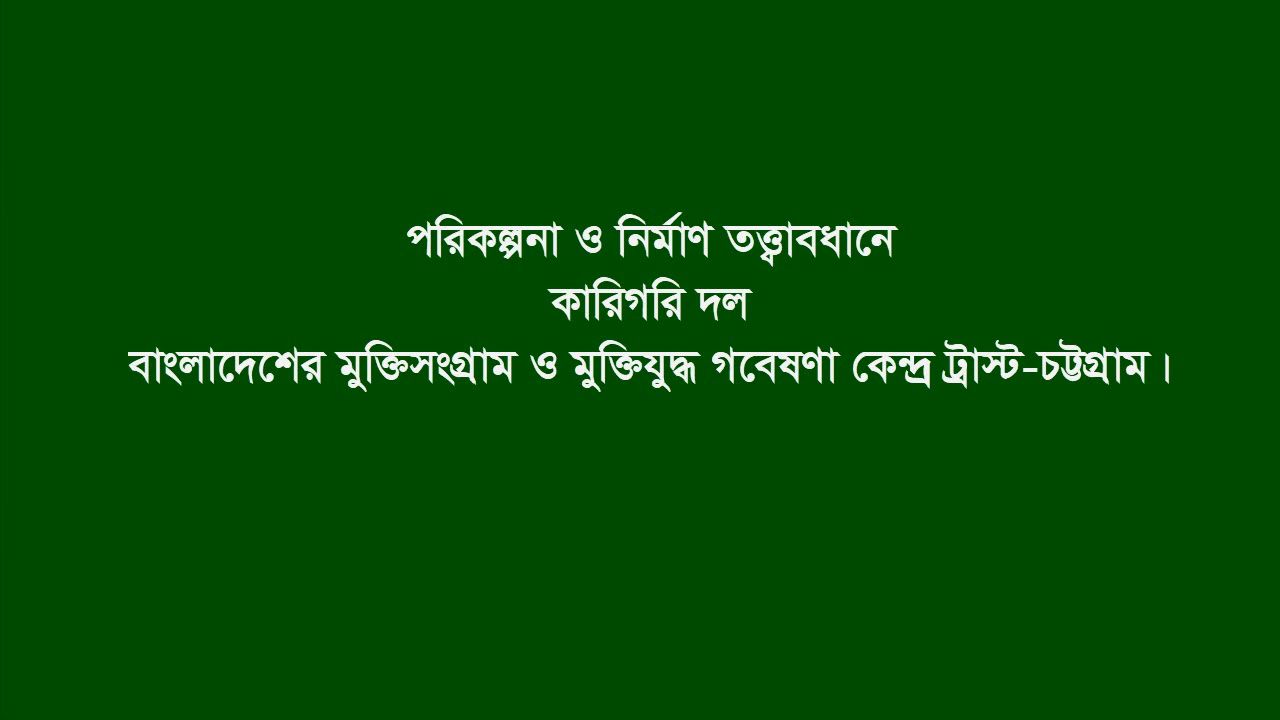 পরিকল্পনা ও নির্মাণ তত্ত্বাবধানে
কারিগরি দল
বাংলাদেশের মুক্তিসংগ্রাম ও মুক্তিযুদ্ধ গবেষণা কেন্দ্র ট্রাস্ট-চট্টগ্রাম।